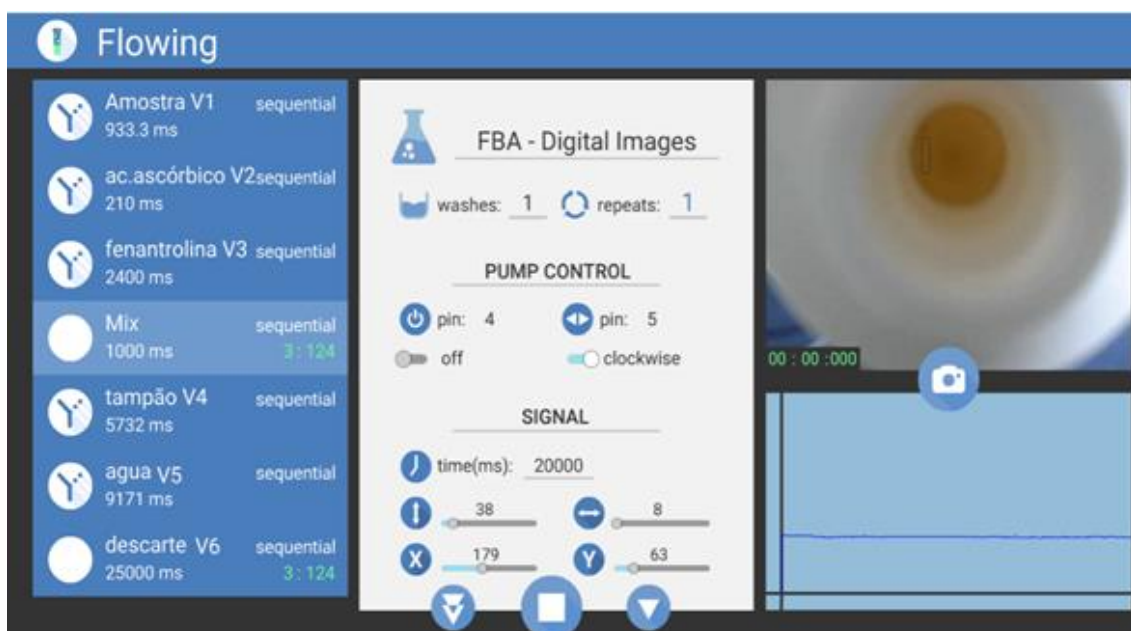 Flowing
Amostra V1 sequential
933.3 ms
ac.ascórbico V2 sequential
210 ms
fenantrolina V3 sequential
2400 ms
Mix sequential
1000 ms 3:124
tampão V4 sequential
5732 ms
agua V5 sequential
9171 ms
descarte V6 sequential
25000 ms 3:124
FBA - Digital Images
washes: 1 repeats: 1
PUMP CONTROL
pin: 4 pin: 5
off clockwise
SIGNAL
time(ms): 20000
38 8
X 179 Y 63
00 : 00 :000